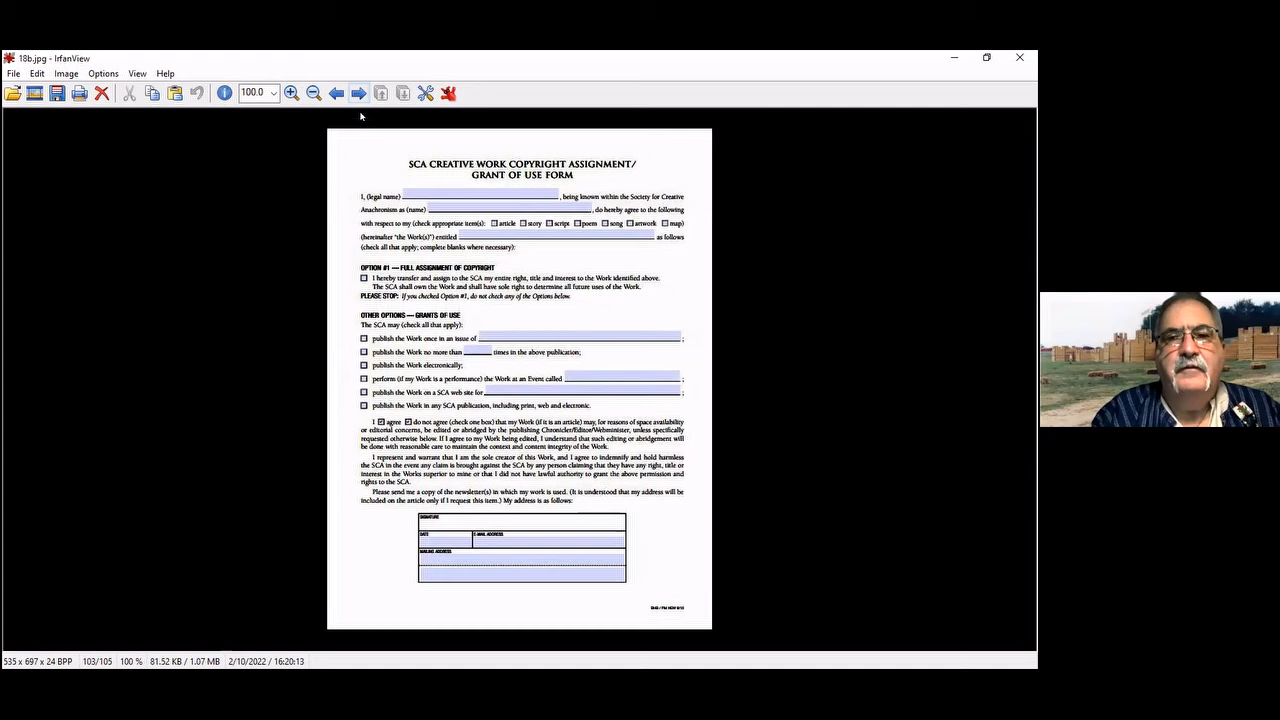 18b.jpg - IrfanView
File Edit Image Options View Help
100.0
SCA CREATIVE WORK COPYRIGHT ASSIGNMENT/
GRANT OF USE FORM
I, (legal name) , being known within the Society for Creative
Anachronism as (name) , do hereby agree to the following
with respect to my (check appropriate item(s): article story script poem song artwork map)
(hereinafter "the Work(s)") entitled as follows
(check all that apply; complete blanks where necessary):
OPTION #1 — FULL ASSIGNMENT OF COPYRIGHT
I hereby transfer and assign to the SCA my entire right, title and interest to the Work identified above.
The SCA shall own the Work and shall have sole right to determine all future uses of the Work.
PLEASE STOP: If you checked Option #1, do not check any of the Options below.
OTHER OPTIONS — GRANTS OF USE
The SCA may (check all that apply):
publish the Work once in an issue of ;
publish the Work no more than times in the above publication;
publish the Work electronically;
perform (if my Work is a performance) the Work at an Event called ;
publish the Work on a SCA web site for ;
publish the Work in any SCA publication, including print, web and electronic.
I agree do not agree (check one box) that my Work (if it is an article) may, for reasons of space availability
or editorial concerns, be edited or abridged by the publishing Chronicler/Editor/Webminister, unless specifically
requested otherwise below. If I agree to my Work being edited, I understand that such editing or abridgement will
be done with reasonable care to maintain the context and content integrity of the Work.
I represent and warrant that I am the sole creator of this Work, and I agree to indemnify and hold harmless
the SCA in the event any claim is brought against the SCA by any person claiming that they have any right, title or
interest in the Works superior to mine or that I did not have lawful authority to grant the above permission and
rights to the SCA.
Please send me a copy of the newsletter(s) in which my work is used. (It is understood that my address will be
included on the article only if I request this item.) My address is as follows:
SIGNATURE
DATE E-MAIL ADDRESS
MAILING ADDRESS
535 x 697 x 24 BPP 103/105 100 % 81.52 KB / 1.07 MB 2/10/2022 / 16:20:13